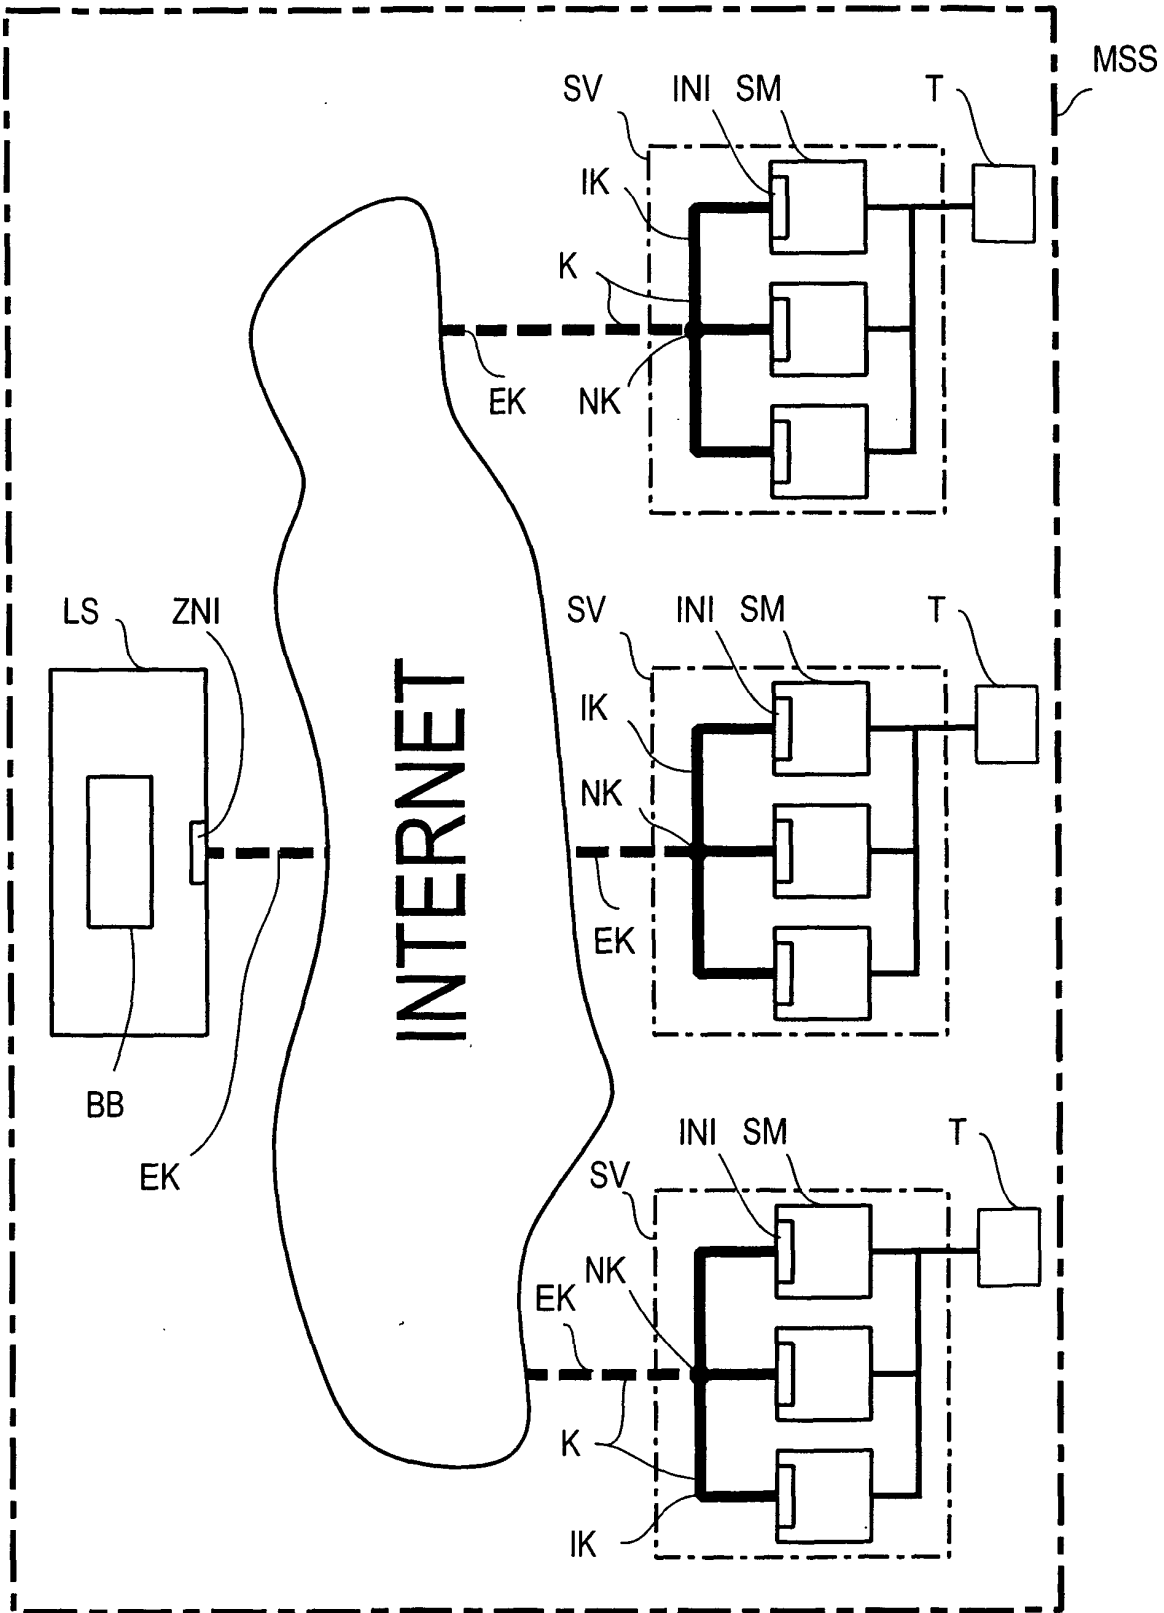 MSS
SV INI SM T
IK
K
EK NK
LS ZNI
SV INI SM T
IK
INTERNET
NK
EK
BB
EK
INI SM T
SV
NK
EK
K
IK